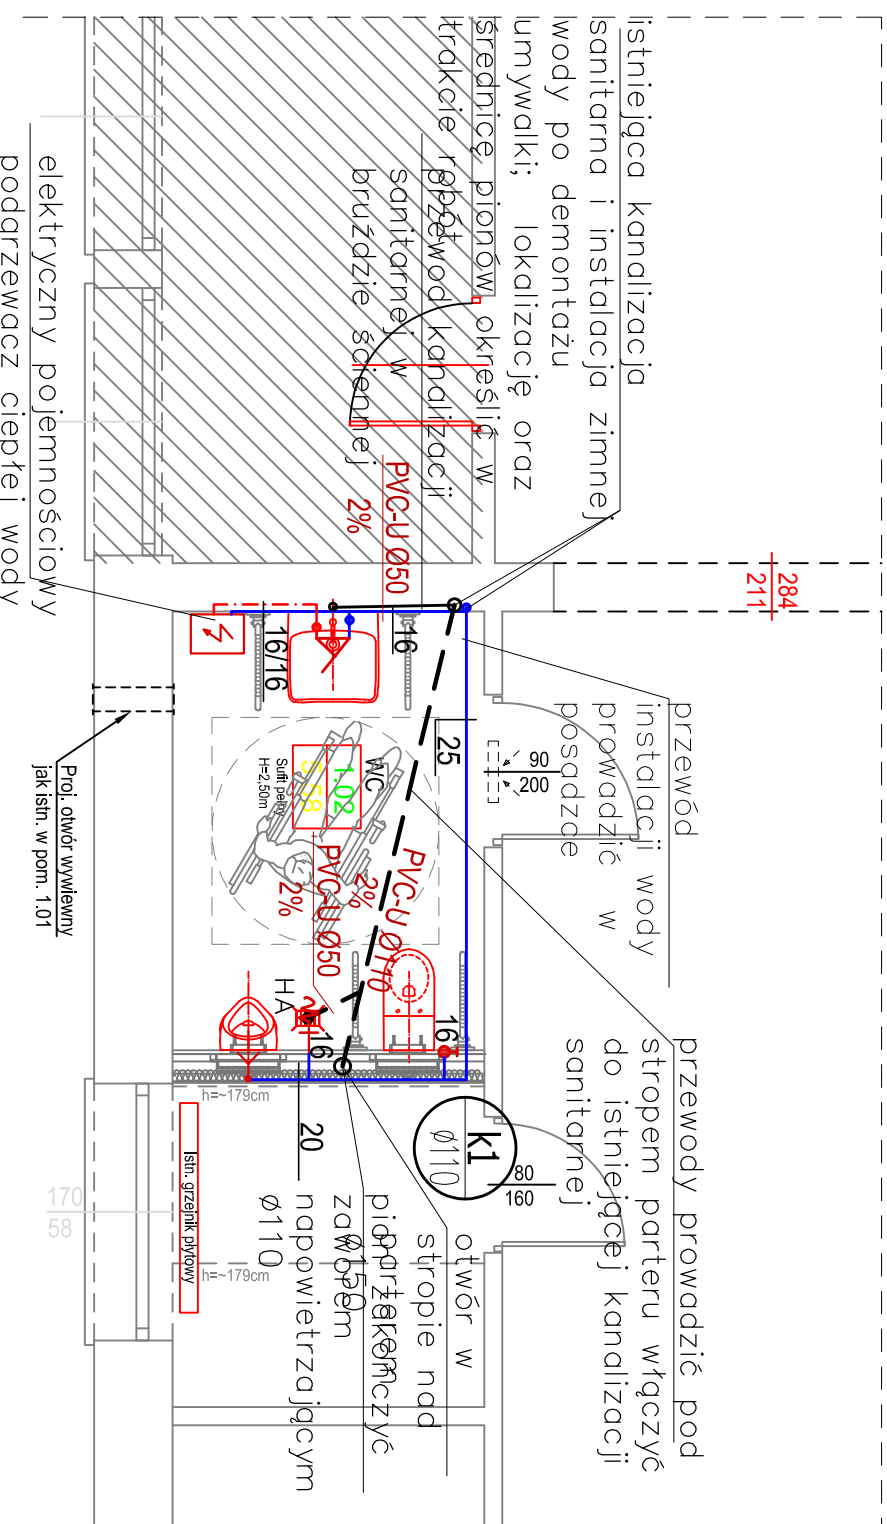 istniejąca kanalizacja
sanitarna i instalacja zimnej
wody po demontażu
umywalki; lokalizację oraz
średnicę pionów określić w
trakcie robót
przewód kanalizacji
sanitarnej w
bruździe ściennej
PVC-U Ø50
2%
elektryczny pojemnościowy
podgrzewacz ciepłej wody
284
211
16
16/16
25
przewód
instalacji wody
prowadzić w
posadzce
90
200
WC
1.02
5.58
Sufit pełny
H=2,50m
Proj. otwór wywiewny
jak istn. w pom. 1.01
PVC-U Ø110
2%
PVC-U Ø50
2%
HA
16
16
20
k1
Ø110
80
160
przewody prowadzić pod
stropem parteru włączyć
do istniejącej kanalizacji
sanitarnej
otwór w
stropie nad
parterem
Ø150
pion zakończyć
zaworem
napowietrzającym
Ø110
h=~179cm
Istn. grzejnik płytowy
h=~179cm
170
58